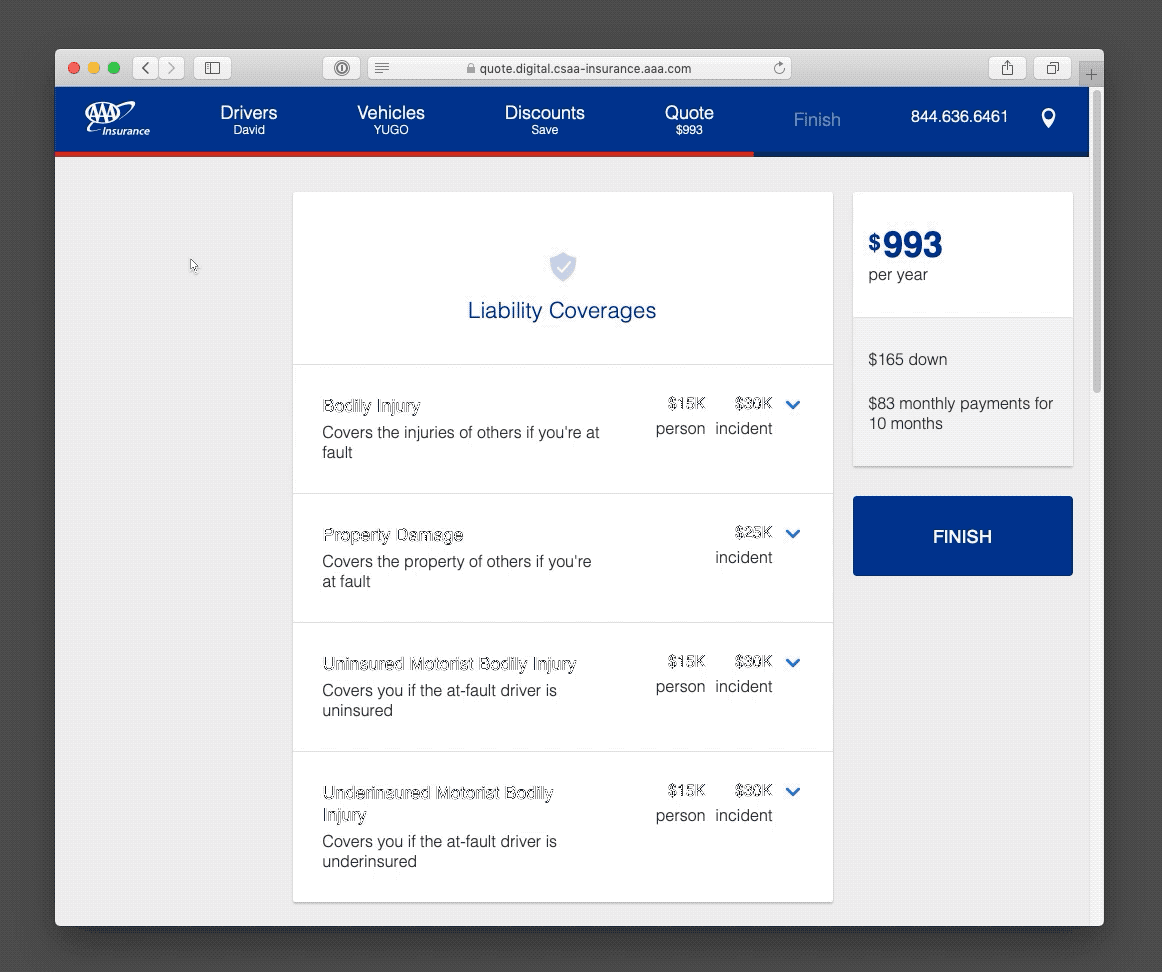 quote.digital.csaa-insurance.aaa.com
AAA
Insurance
Drivers
David
Vehicles
YUGO
Discounts
Save
Quote
$993
Finish
844.636.6461
Liability Coverages
Bodily Injury
Covers the injuries of others if you're at
fault
$15K $30K
person incident
Property Damage
Covers the property of others if you're
at fault
$25K
incident
Uninsured Motorist Bodily Injury
Covers you if the at-fault driver is
uninsured
$15K $30K
person incident
Underinsured Motorist Bodily
Injury
Covers you if the at-fault driver is
underinsured
$15K $30K
person incident
$993
per year
$165 down
$83 monthly payments for
10 months
FINISH